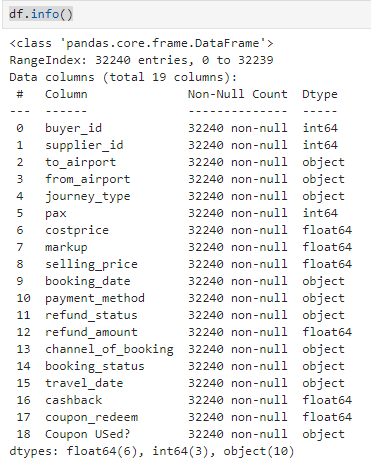 df.info()
<class 'pandas.core.frame.DataFrame'>
RangeIndex: 32240 entries, 0 to 32239
Data columns (total 19 columns):
 #   Column              Non-Null Count  Dtype
---  ------              --------------  -----
 0   buyer_id            32240 non-null  int64
 1   supplier_id         32240 non-null  int64
 2   to_airport          32240 non-null  object
 3   from_airport        32240 non-null  object
 4   journey_type        32240 non-null  object
 5   pax                 32240 non-null  int64
 6   costprice           32240 non-null  float64
 7   markup              32240 non-null  float64
 8   selling_price       32240 non-null  float64
 9   booking_date        32240 non-null  object
 10  payment_method      32240 non-null  object
 11  refund_status       32240 non-null  object
 12  refund_amount       32240 non-null  float64
 13  channel_of_booking  32240 non-null  object
 14  booking_status      32240 non-null  object
 15  travel_date         32240 non-null  object
 16  cashback            32240 non-null  float64
 17  coupon_redeem       32240 non-null  float64
 18  Coupon USed?        32240 non-null  object
dtypes: float64(6), int64(3), object(10)